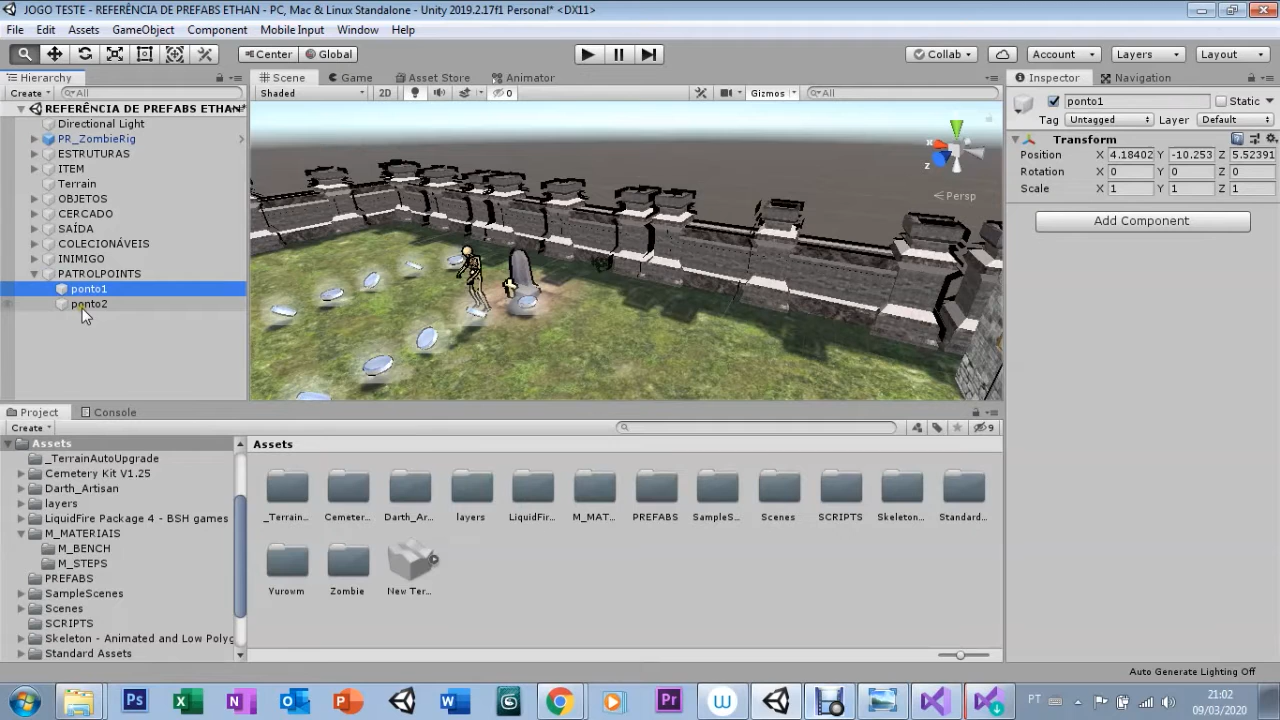 JOGO TESTE - REFERÊNCIA DE PREFABS ETHAN - PC, Mac & Linux Standalone - Unity 2019.2.17f1 Personal* <DX11>
File Edit Assets GameObject Component Mobile Input Window Help
Center Global Collab Account Layers Layout
Hierarchy Scene Game Asset Store Animator Inspector Navigation
Create All Shaded 2D 0 Gizmos All
ponto1 Static
REFERÊNCIA DE PREFABS ETHAN
Tag Untagged Layer Default
Directional Light
PR_ZombieRig
Transform
ESTRUTURAS
Position X 4.18402 Y -10.253 Z 5.52391
ITEM
Rotation X 0 Y 0 Z 0
Terrain
Scale X 1 Y 1 Z 1
OBJETOS
x
z
Persp
CERCADO
Add Component
SAÍDA
COLECIONÁVEIS
INIMIGO
PATROLPOINTS
ponto1
ponto2
Project Console
Create 9
Assets
Assets
_TerrainAutoUpgrade
Cemetery Kit V1.25
Darth_Artisan
layers
LiquidFire Package 4 - BSH games
M_MATERIAIS
M_BENCH
M_STEPS
PREFABS
SampleScenes
Scenes
SCRIPTS
Skeleton - Animated and Low Polyg
Standard Assets
_Terrain... Cemeter... Darth_Ar... layers LiquidFir... M_MAT... PREFABS SampleS... Scenes SCRIPTS Skeleton... Standard...
Yurowm Zombie New Ter...
Auto Generate Lighting Off
PT
21:02
09/03/2020